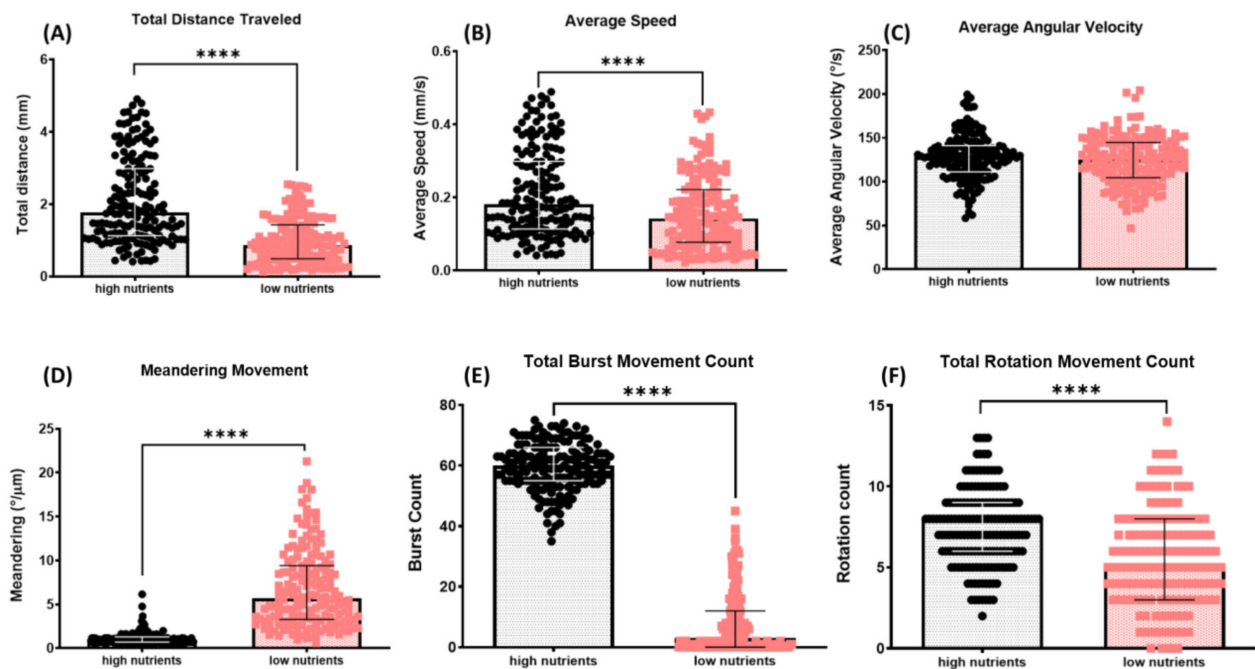 (A)
Total Distance Traveled
****
Total distance (mm)
6
4
2
0
high nutrients
low nutrients
(B)
Average Speed
****
Average Speed (mm/s)
0.6
0.4
0.2
0.0
high nutrients
low nutrients
(C)
Average Angular Velocity
Average Angular Velocity (°/s)
250
200
150
100
50
0
high nutrients
low nutrients
(D)
Meandering Movement
****
Meandering (°/µm)
25
20
15
10
5
0
high nutrients
low nutrients
(E)
Total Burst Movement Count
****
Burst Count
80
60
40
20
0
high nutrients
low nutrients
(F)
Total Rotation Movement Count
****
Rotation count
15
10
5
0
high nutrients
low nutrients